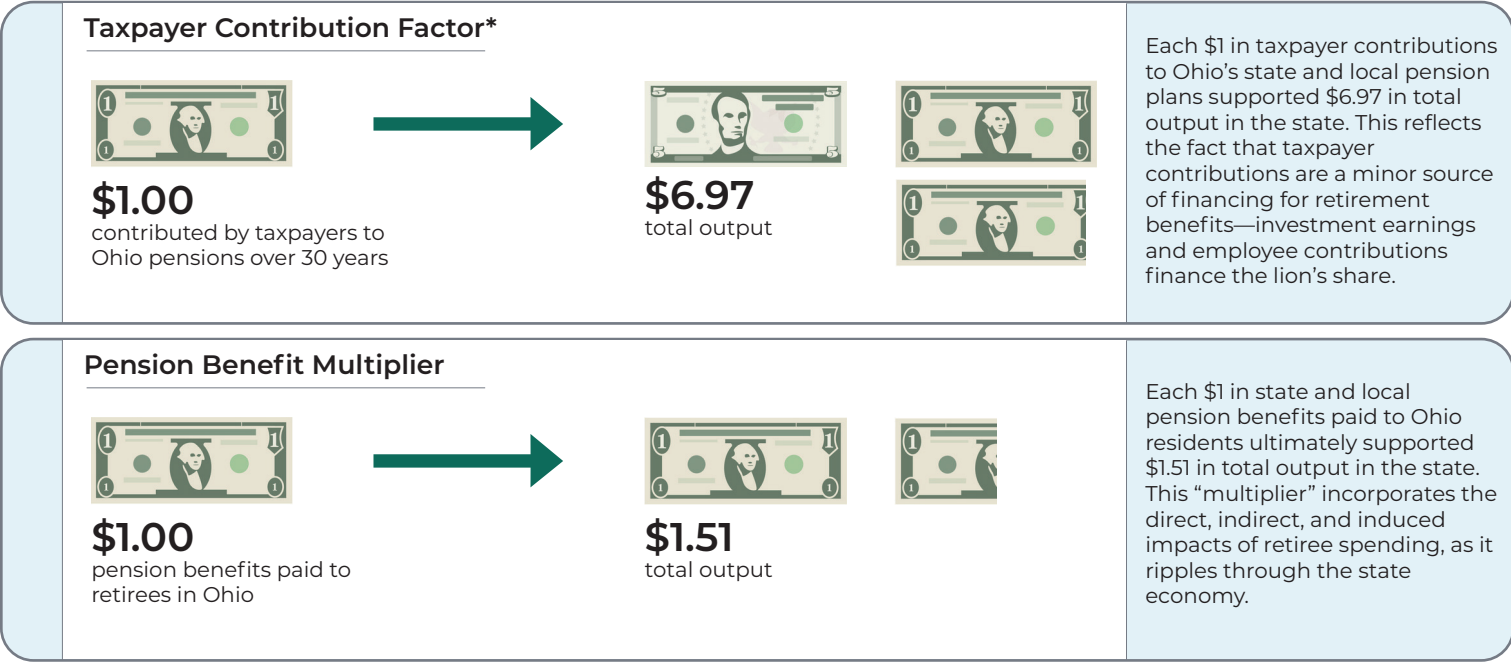 Taxpayer Contribution Factor*
$1.00
contributed by taxpayers to
Ohio pensions over 30 years
$6.97
total output
Each $1 in taxpayer contributions
to Ohio’s state and local pension
plans supported $6.97 in total
output in the state. This reflects
the fact that taxpayer
contributions are a minor source
of financing for retirement
benefits—investment earnings
and employee contributions
finance the lion’s share.
Pension Benefit Multiplier
$1.00
pension benefits paid to
retirees in Ohio
$1.51
total output
Each $1 in state and local
pension benefits paid to Ohio
residents ultimately supported
$1.51 in total output in the state.
This “multiplier” incorporates the
direct, indirect, and induced
impacts of retiree spending, as it
ripples through the state
economy.